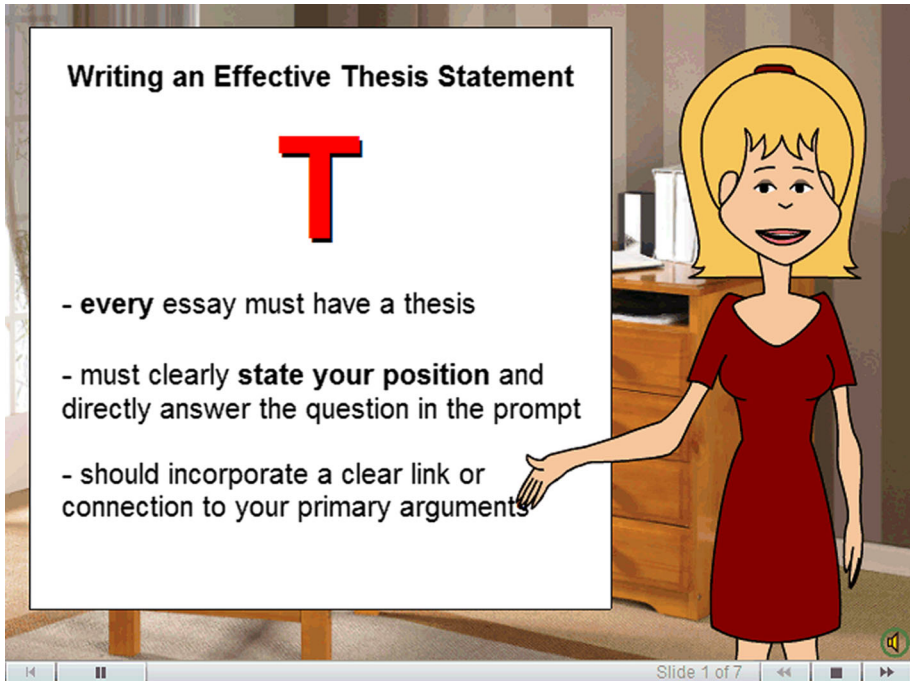 Writing an Effective Thesis Statement
T
- every essay must have a thesis
- must clearly state your position and
directly answer the question in the prompt
- should incorporate a clear link or
connection to your primary arguments
Slide 1 of 7